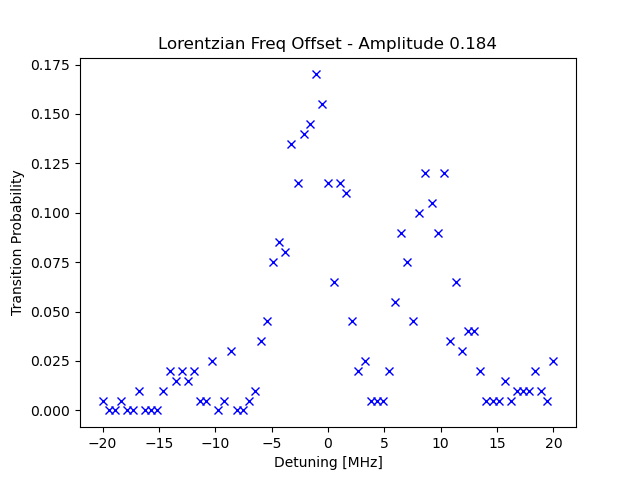 Lorentzian Freq Offset - Amplitude 0.184
0.175
0.150
0.125
0.100
0.075
0.050
0.025
0.000
Transition Probability
−20 −15 −10 −5 0 5 10 15 20
Detuning [MHz]